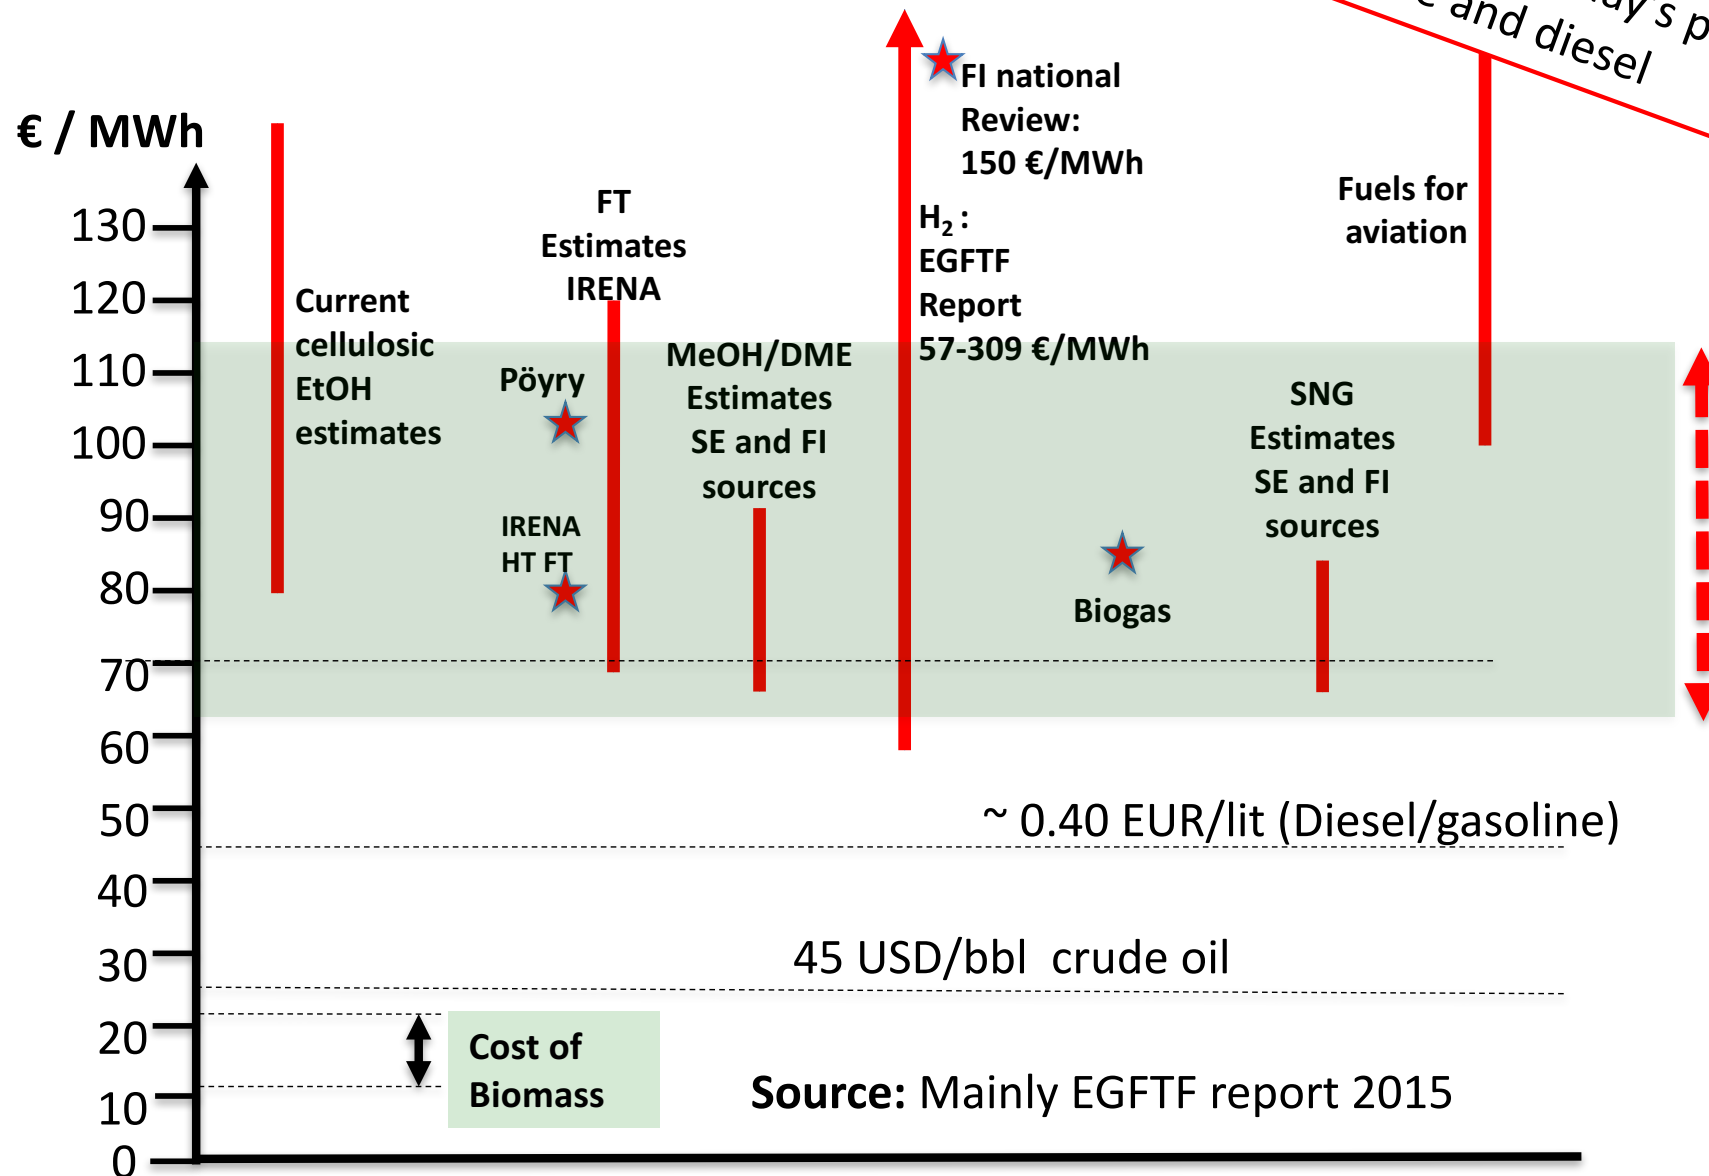 and diesel
€ / MWh
130
120
110
100
90
80
70
60
50
40
30
20
10
0
Current
cellulosic
EtOH
estimates
FT
Estimates
IRENA
Pöyry
IRENA
HT FT
MeOH/DME
Estimates
SE and FI
sources
FI national
Review:
150 €/MWh
H₂ :
EGFTF
Report
57-309 €/MWh
Biogas
SNG
Estimates
SE and FI
sources
Fuels for
aviation
~ 0.40 EUR/lit (Diesel/gasoline)
45 USD/bbl crude oil
Cost of
Biomass
Source: Mainly EGFTF report 2015